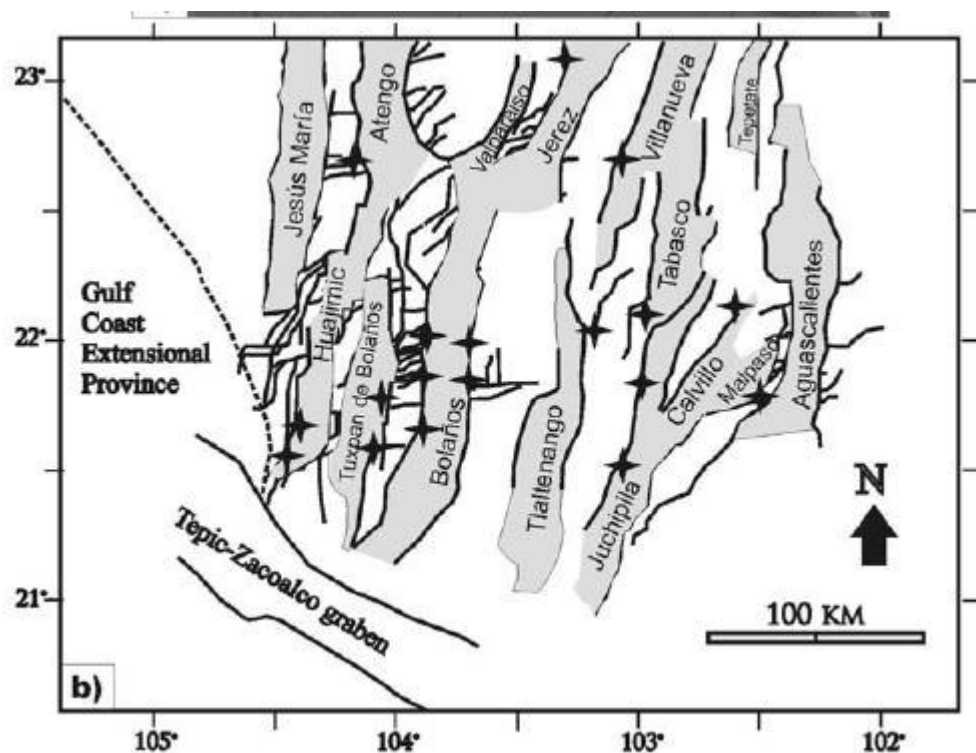 23°
22°
21°
Jesús María
Atengo
Valparaiso
Jerez
Villanueva
Tepetate
Tabasco
Aguascalientes
Huajimic
Tuxpan de Bolaños
Bolaños
Tlaltenango
Juchipila
Calvillo
Malpaso
Gulf
Coast
Extensional
Province
Tepic-Zacoalco graben
N
100 KM
b)
105°
104°
103°
102°